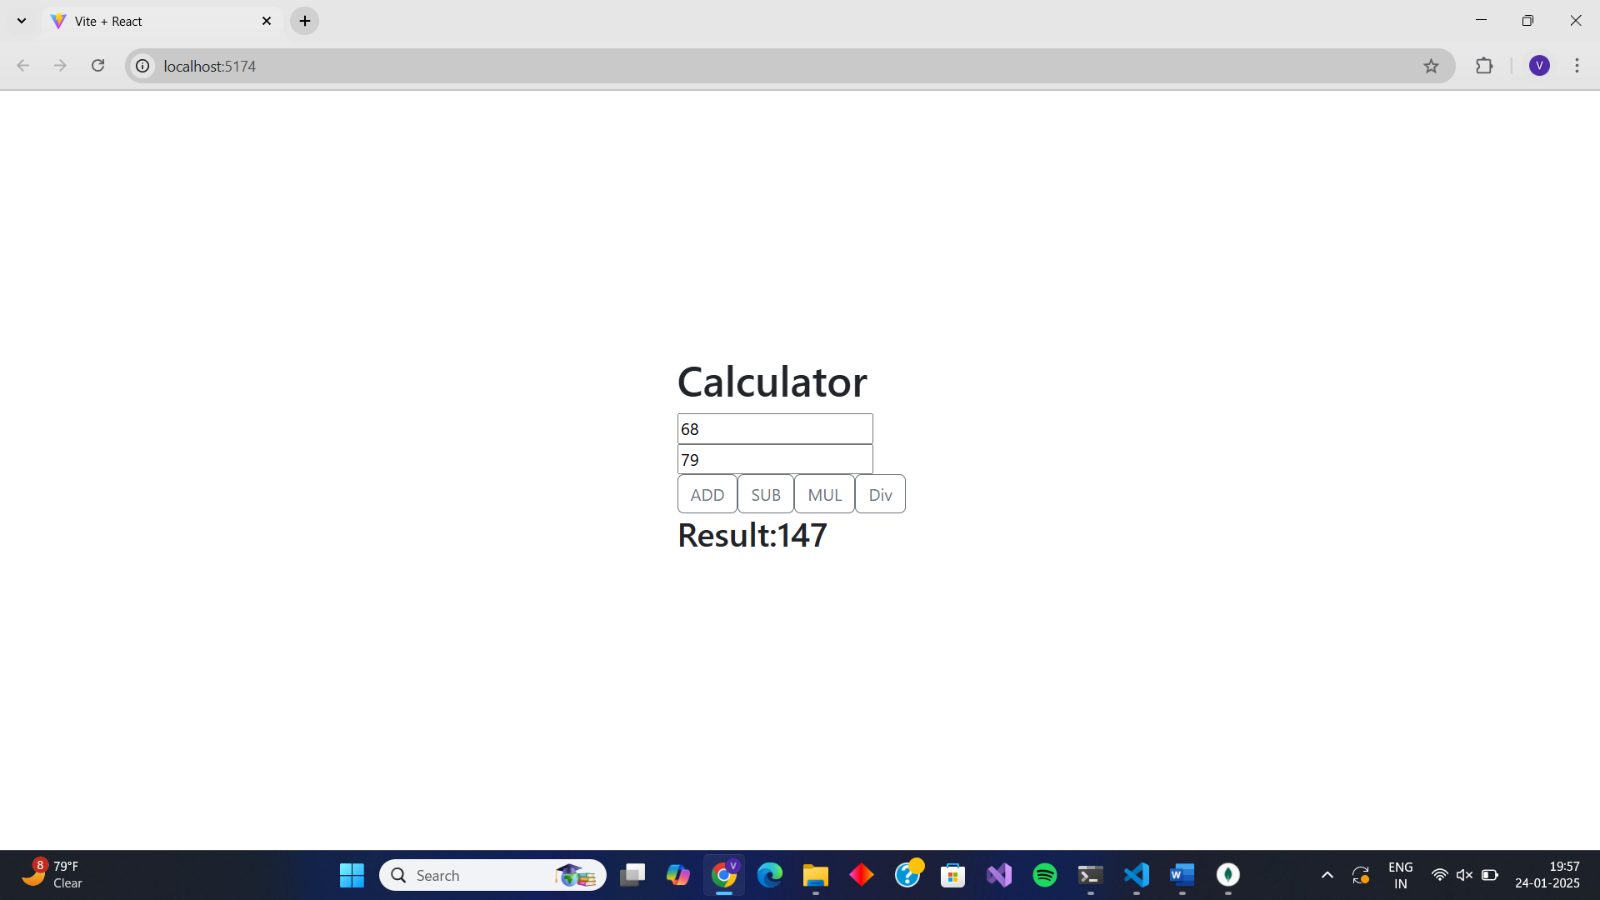 Vite + React
localhost:5174
V
Calculator
68
79
ADD SUB MUL Div
Result:147
8
79°F
Clear
Search
V
W
ENG
IN
19:57
24-01-2025